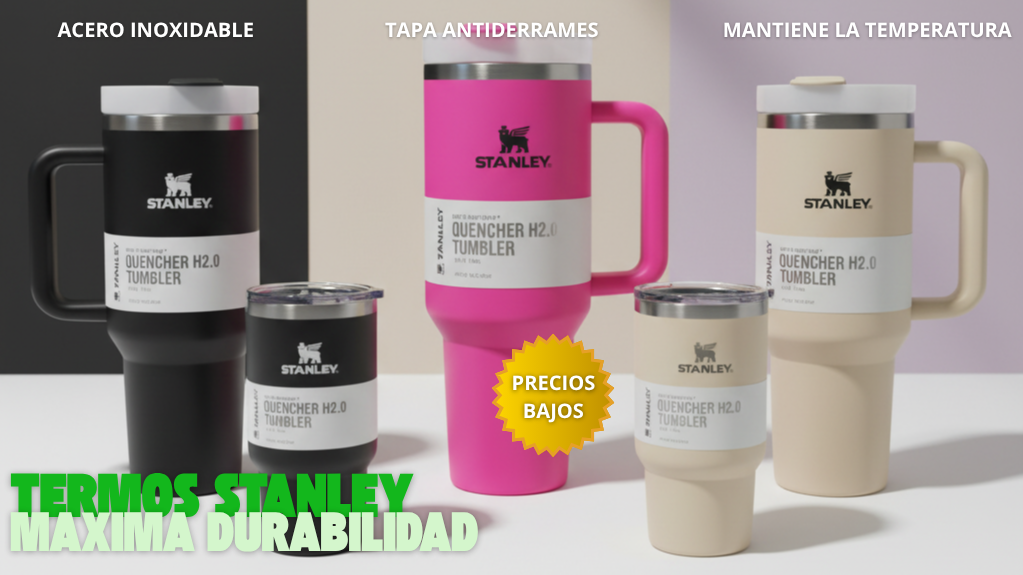 ACERO INOXIDABLE
TAPA ANTIDERRAMES
MANTIENE LA TEMPERATURA
STANLEY
QUENCHER H2.0
TUMBLER
STANLEY
QUENCHER H2.0
TUMBLER
STANLEY
QUENCHER H2.0
TUMBLER
STANLEY
QUENCHER H2.0
TUMBLER
STANLEY
QUENCHER H2.0
TUMBLER
PRECIOS
BAJOS
TERMOS STANLEY
MAXIMA DURABILIDAD